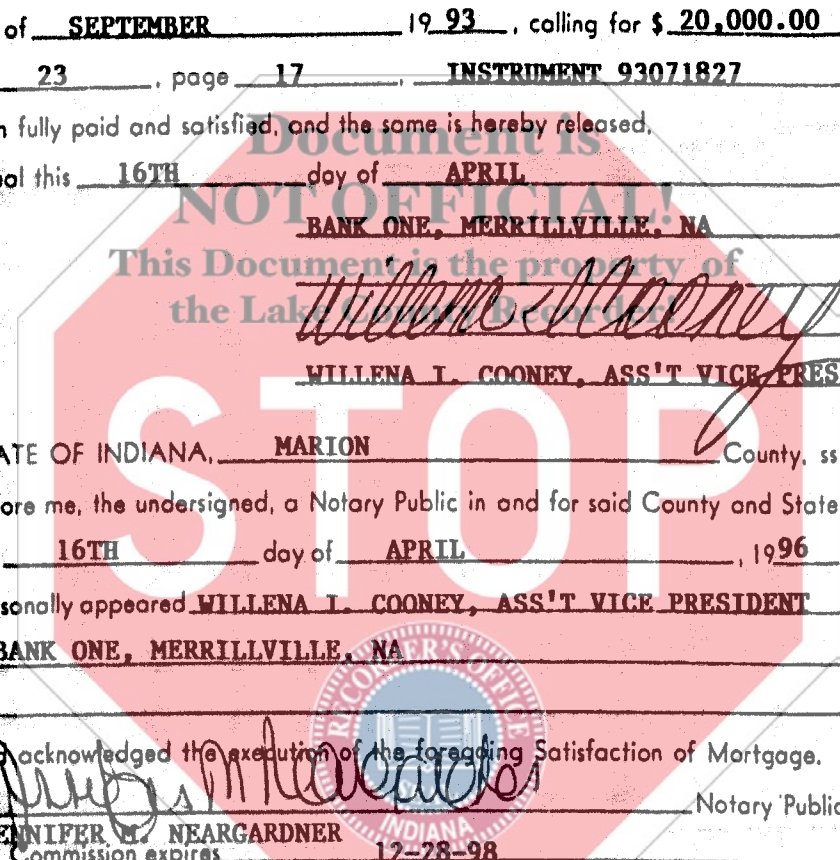 of SEPTEMBER 19 93, calling for $ 20,000.00
23, page 17, INSTRUMENT 93071827
n fully paid and satisfied, and the same is hereby released.
Document is
al this 16TH day of APRIL
NOT OFFICIAL!
BANK ONE, MERRILLVILLE, NA
This Document is the property of
the Lake County Recorder!
WILLENA I. COONEY, ASS'T VICE PRES
STOP
ATE OF INDIANA, MARION County, ss
ore me, the undersigned, a Notary Public in and for said County and State
16TH day of APRIL, 1996
sonally appeared WILLENA I. COONEY, ASS'T VICE PRESIDENT
BANK ONE, MERRILLVILLE, NA
RECORDER'S OFFICE
acknowledged the execution of the foregoing Satisfaction of Mortgage.
Notary Public
INDIANA
ENNIFER M. NEARGARDNER
Commission expires 12-28-98